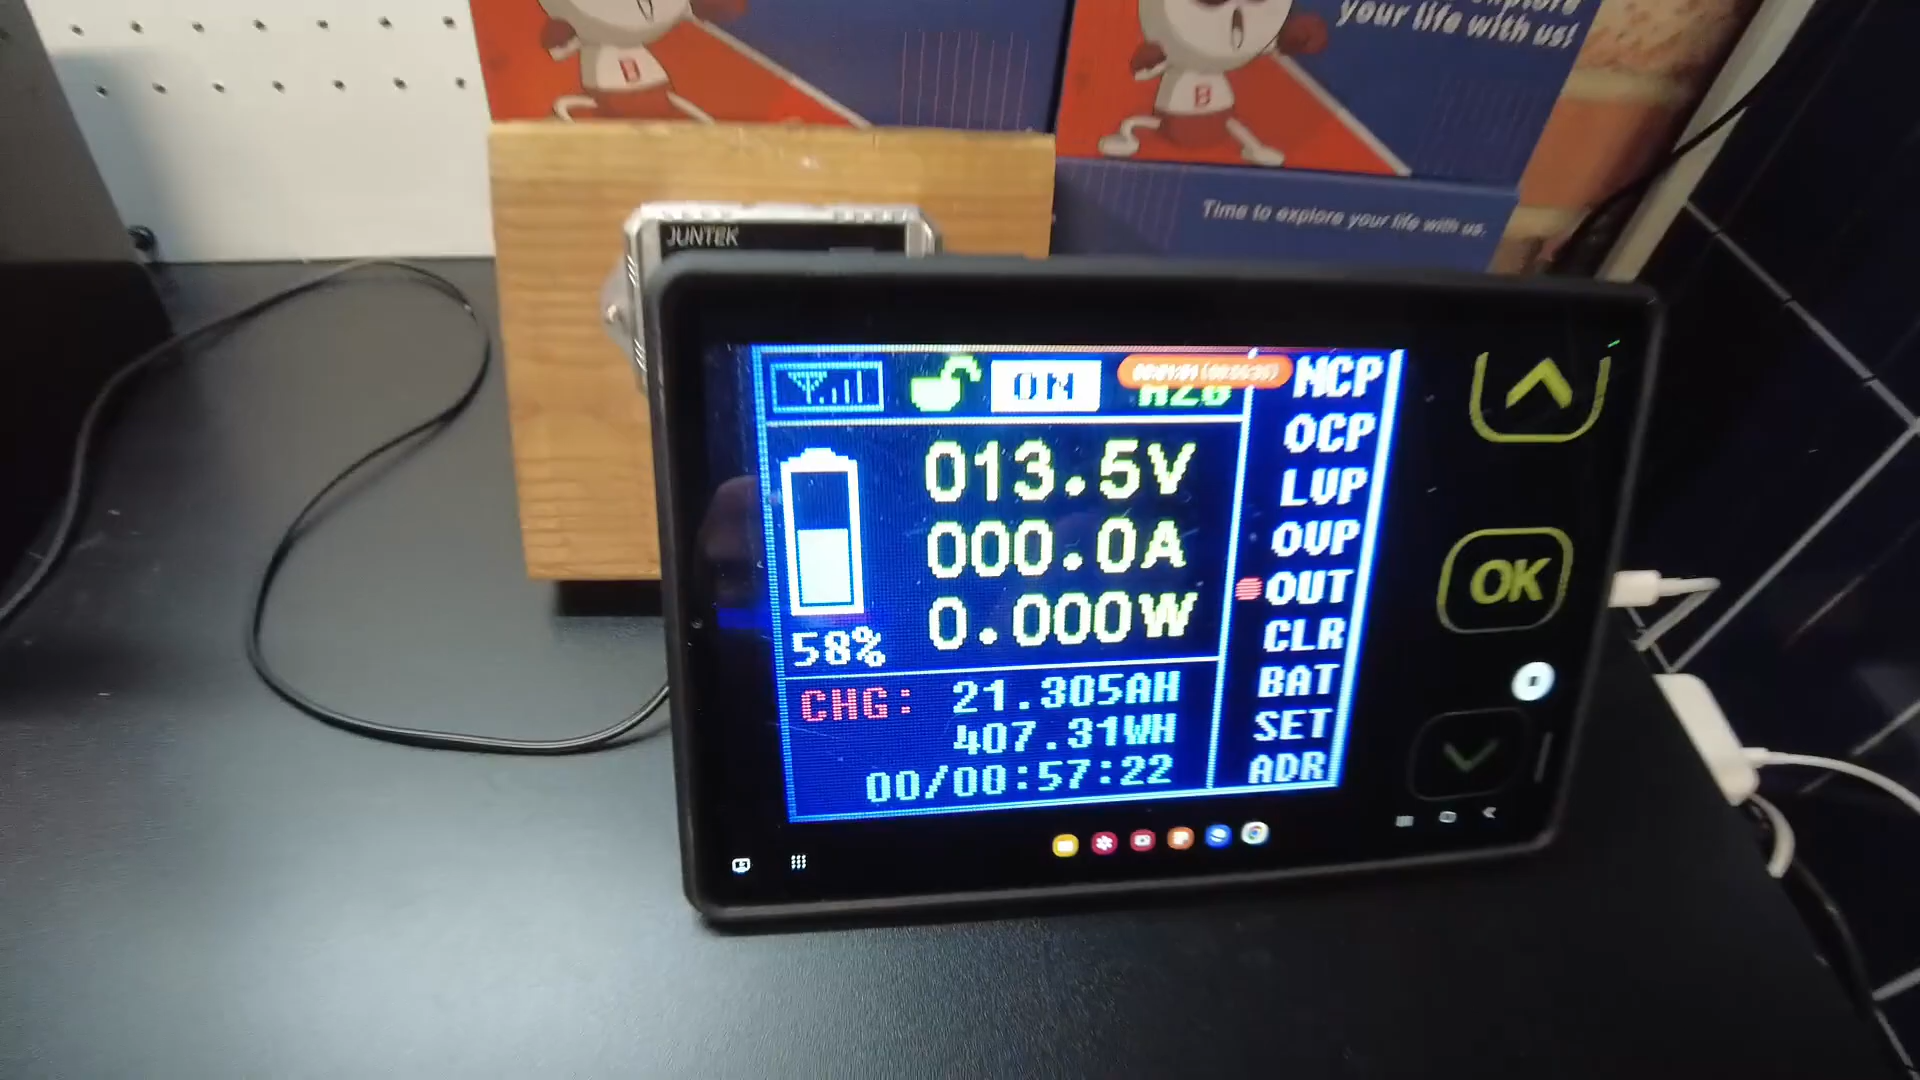 your life with us!
B
B
Time to explore your life with us.
JUNTEK
ON
NCP
OCP
013.5V
LVP
000.0A
OVP
OUT
0.000W
CLR
58%
BAT
CHG: 21.305AH
407.31WH
SET
00/00:57:22
ADR
OK